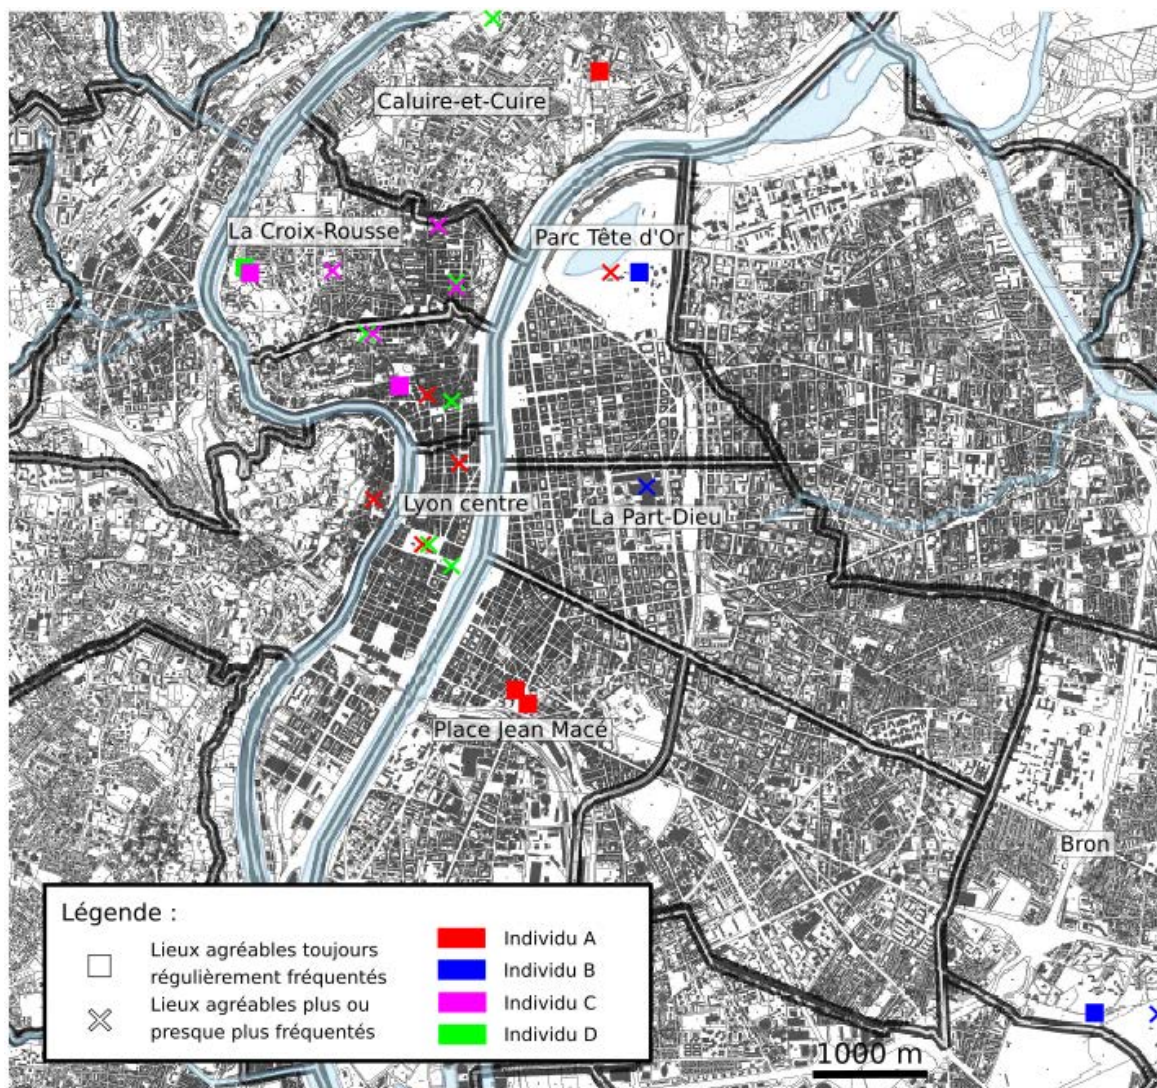 Caluire-et-Cuire
La Croix-Rousse
Parc Tête d'Or
Lyon centre
La Part-Dieu
Place Jean Macé
Bron
Légende :
Lieux agréables toujours
régulièrement fréquentés
Lieux agréables plus ou
presque plus fréquentés
Individu A
Individu B
Individu C
Individu D
1000 m